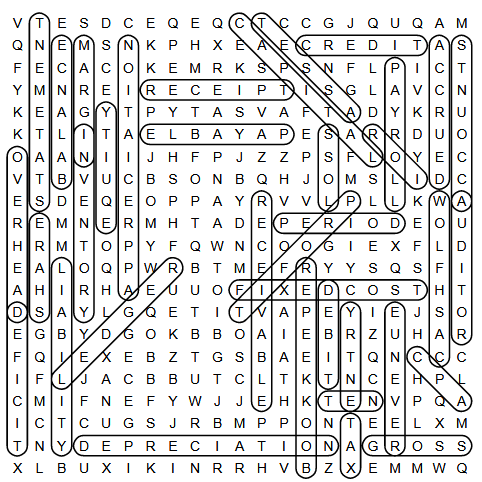 V T E S D C E Q E Q C T C C G J Q U Q A M
Q N E M S N K P H X E A E C R E D I T A S
F E C A C O K E M R K S P S N F L P I C T
Y M N R E I R E C E I P T I S G L A V C N
K E A G Y T P Y T A S V A F T A D Y K R U
K T L I T A E L B A Y A P E S A R R D U O
O A A N I I J H F P J Z Z P S F L O Y E C
V T B V U C B S O N B Q H J O M S L I D C
E S D E Q E O P P A Y R V V L P L L K W A
R E M N E R M H T A D E P E R I O D E O U
H R M T O P Y F Q W N C O O G I E X F L D
E A L O Q P W R B T M E F R Y Y S Q S F I
A H I R H A E U U O F I X E D C O S T H T
D S A Y L G Q E T I T V A P E Y I E J S O
E G B Y D G O K B B O A I E B R Z U H A R
F Q I E X E B Z T G S B A E I T Q N C C C
I F L J A C B B U T C L T K T N C E H P L
C M I F N E F Y W J J E H K T E N V P Q A
I C T C U G S J R B M P P O N T E E L X M
T N Y D E P R E C I A T I O N A G R O S S
X L B U X I K I N R R H V B Z X E M M W Q